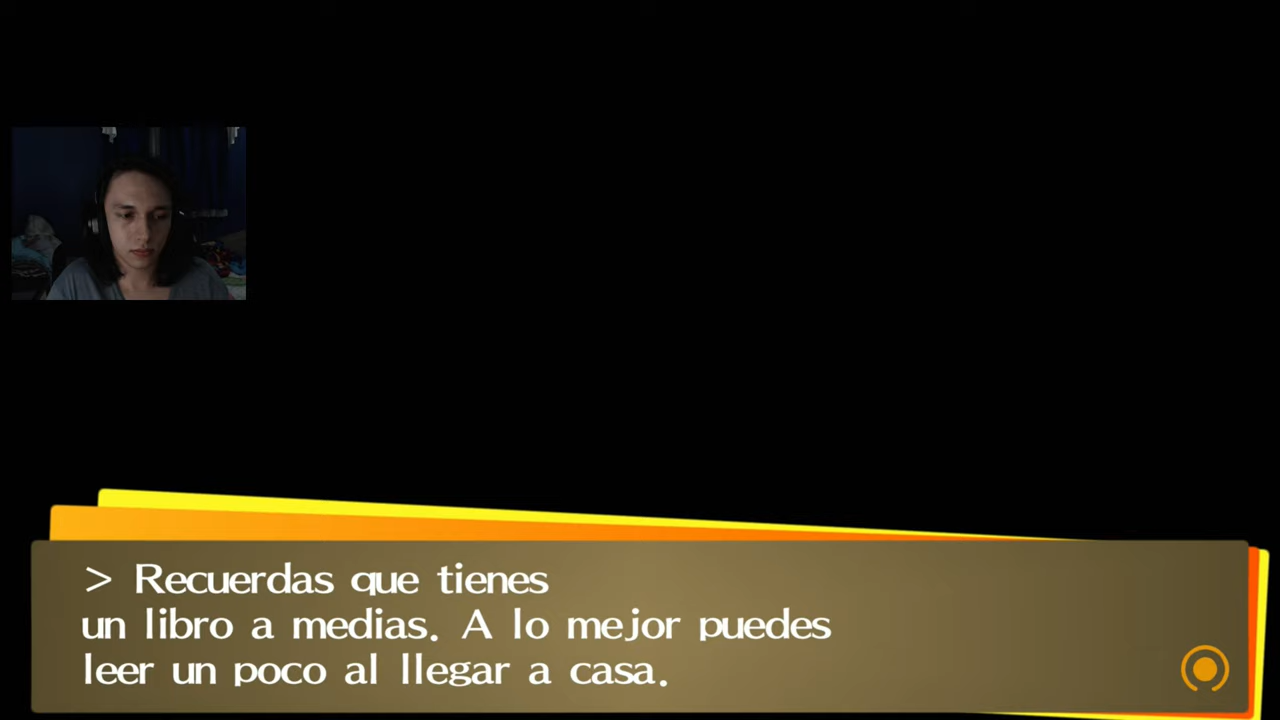 > Recuerdas que tienes
un libro a medias. A lo mejor puedes
leer un poco al llegar a casa.